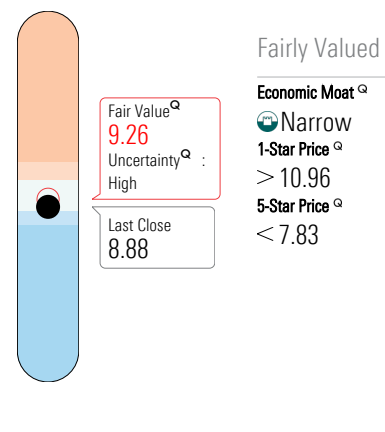 Fairly Valued
Fair Value Q
9.26
Uncertainty Q :
High
Last Close
8.88
Economic Moat Q
Narrow
1-Star Price Q
> 10.96
5-Star Price Q
< 7.83